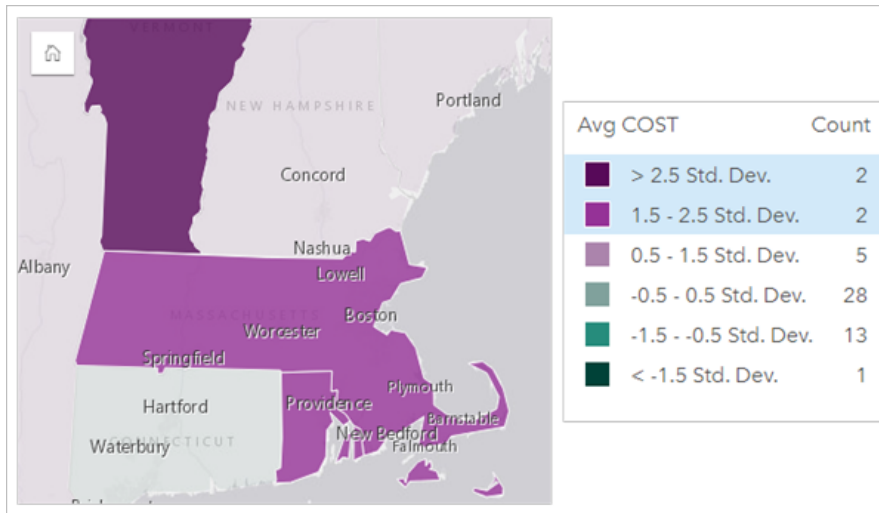 VERMONT
NEW HAMPSHIRE
Portland
Concord
Nashua
Albany
Lowell
MASSACHUSETTS
Boston
Worcester
Springfield
Plymouth
Hartford
Providence
Barnstable
New Bedford
Waterbury
CONNECTICUT
Falmouth
Avg COST Count
> 2.5 Std. Dev. 2
1.5 - 2.5 Std. Dev. 2
0.5 - 1.5 Std. Dev. 5
-0.5 - 0.5 Std. Dev. 28
-1.5 - -0.5 Std. Dev. 13
< -1.5 Std. Dev. 1